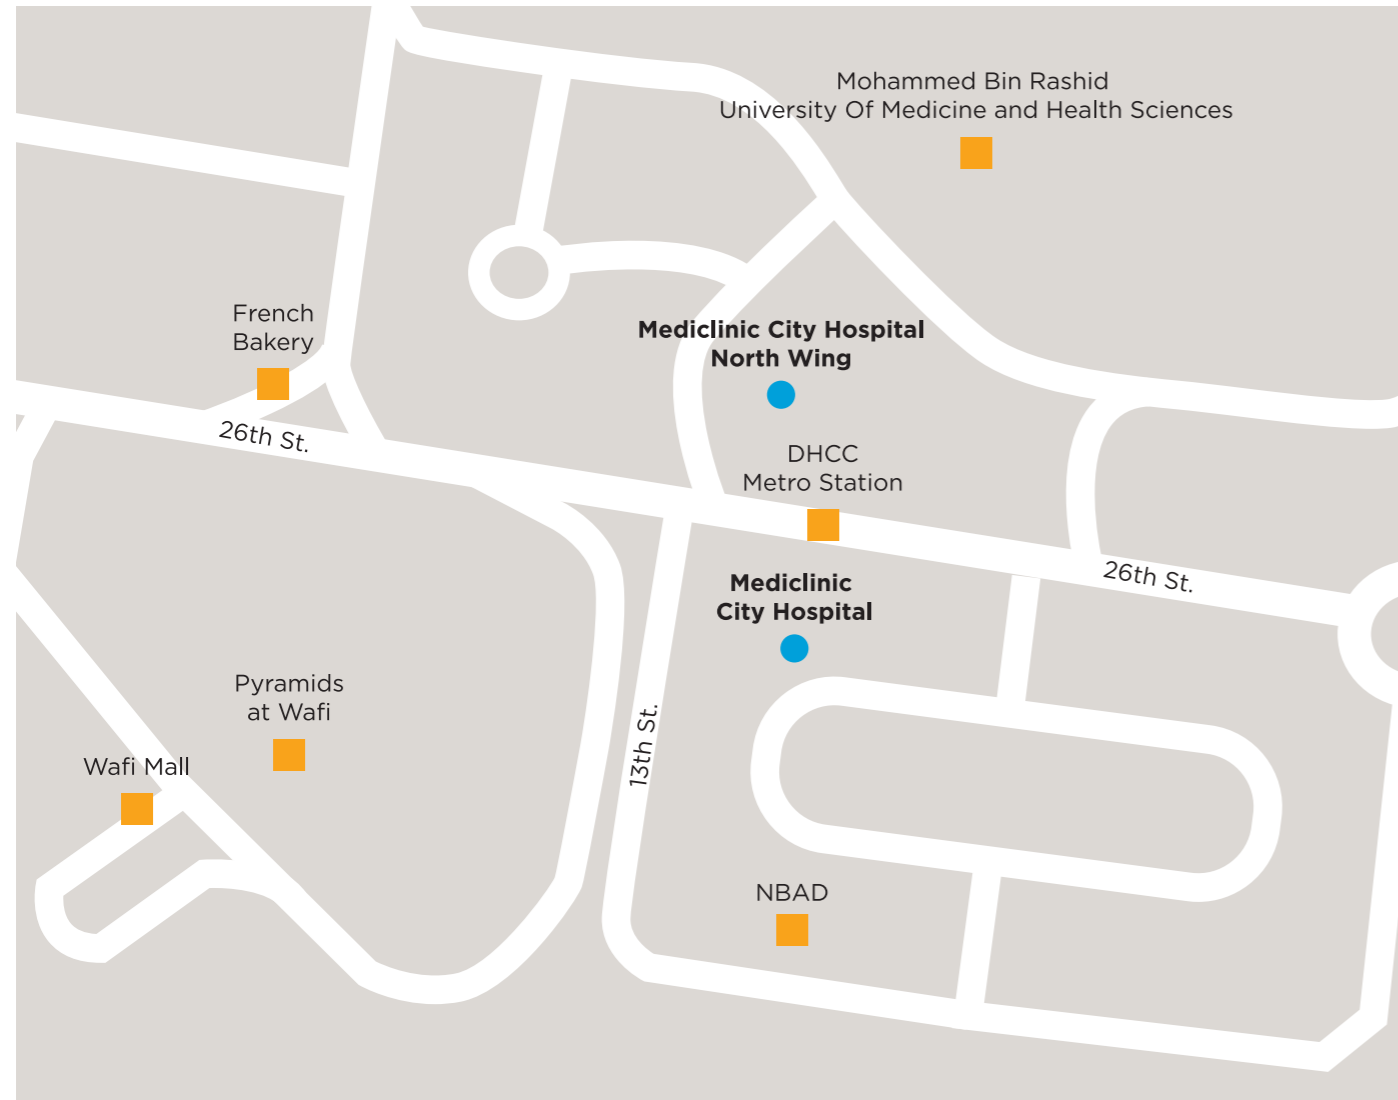 Mohammed Bin Rashid
University Of Medicine and Health Sciences
French
Bakery
Mediclinic City Hospital
North Wing
26th St.
DHCC
Metro Station
26th St.
Mediclinic
City Hospital
Pyramids
at Wafi
13th St.
Wafi Mall
NBAD